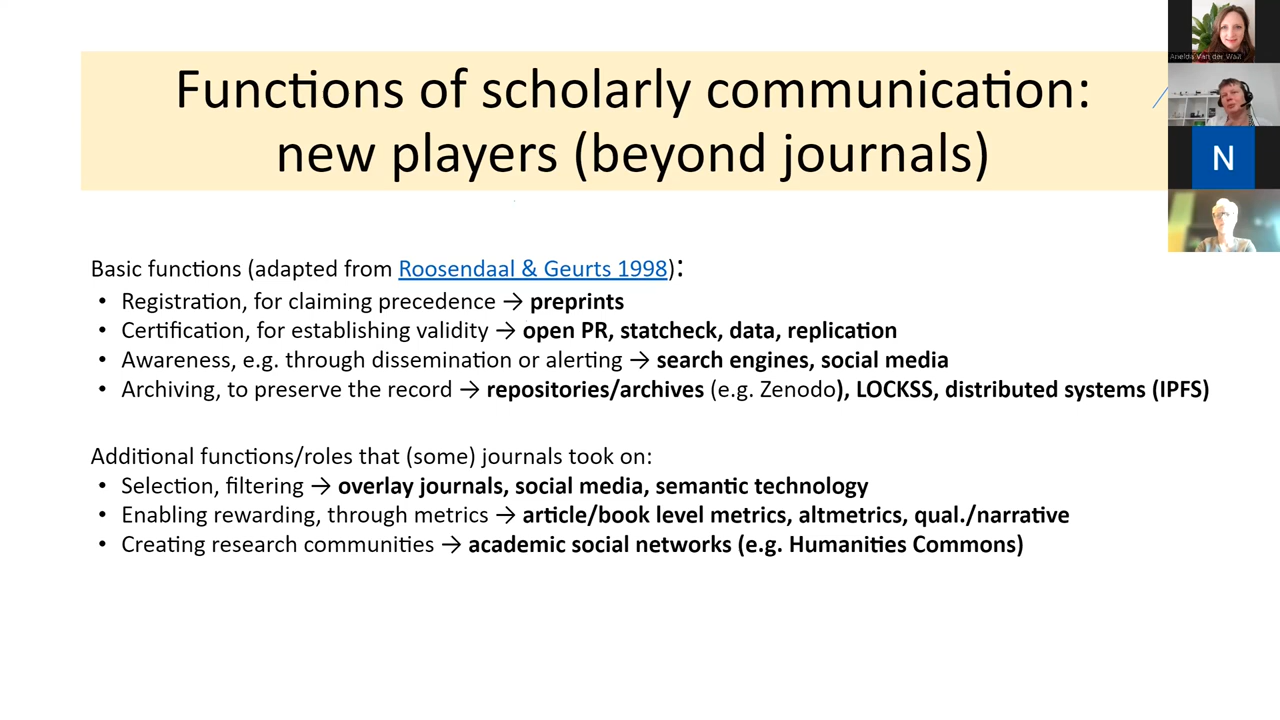 Functions of scholarly communication:
new players (beyond journals)
Basic functions (adapted from Roosendaal & Geurts 1998):
• Registration, for claiming precedence → preprints
• Certification, for establishing validity → open PR, statcheck, data, replication
• Awareness, e.g. through dissemination or alerting → search engines, social media
• Archiving, to preserve the record → repositories/archives (e.g. Zenodo), LOCKSS, distributed systems (IPFS)
Additional functions/roles that (some) journals took on:
• Selection, filtering → overlay journals, social media, semantic technology
• Enabling rewarding, through metrics → article/book level metrics, altmetrics, qual./narrative
• Creating research communities → academic social networks (e.g. Humanities Commons)
Anelda Van der Walt
N